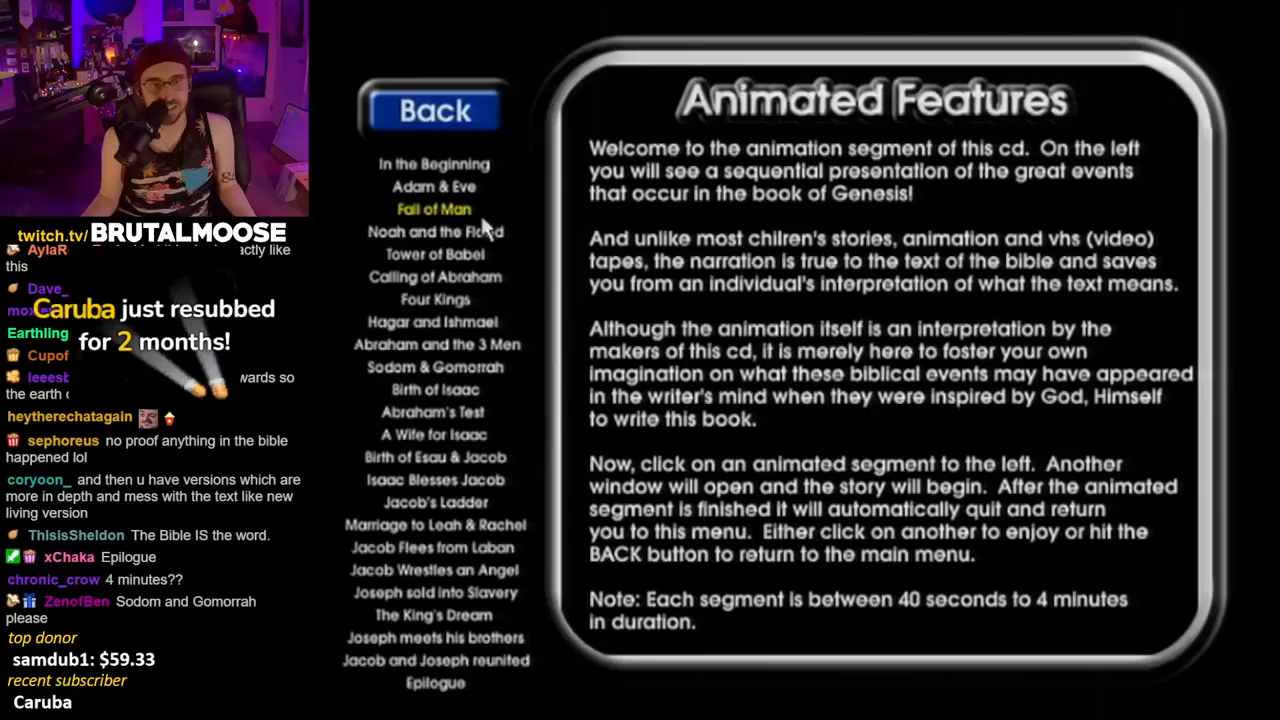 twitch.tv/BRUTALMOOSE
AylaR
actly like
this
Dave_
Caruba just resubbed
for 2 months!
Earthling
Cupof
wards so
the earth
heytherechatagain
sephoreus no proof anything in the bible
happened lol
coryoon_ and then u have versions which are
more in depth and mess with the text like new
living version
ThisisSheldon The Bible IS the word.
xChaka Epilogue
chronic_crow 4 minutes??
ZenofBen Sodom and Gomorrah
please
top donor
samdub1: $59.33
recent subscriber
Caruba
Back
In the Beginning
Adam & Eve
Fall of Man
Noah and the Flood
Tower of Babel
Calling of Abraham
Four Kings
Hagar and Ishmael
Abraham and the 3 Men
Sodom & Gomorrah
Birth of Isaac
Abraham's Test
A Wife for Isaac
Birth of Esau & Jacob
Isaac Blesses Jacob
Jacob's Ladder
Marriage to Leah & Rachel
Jacob Flees from Laban
Jacob Wrestles an Angel
Joseph sold into Slavery
The King's Dream
Joseph meets his brothers
Jacob and Joseph reunited
Epilogue
Animated Features
Welcome to the animation segment of this cd. On the left
you will see a sequential presentation of the great events
that occur in the book of Genesis!
And unlike most chilren's stories, animation and vhs (video)
tapes, the narration is true to the text of the bible and saves
you from an individual's interpretation of what the text means.
Although the animation itself is an interpretation by the
makers of this cd, it is merely here to foster your own
imagination on what these biblical events may have appeared
in the writer's mind when they were inspired by God, Himself
to write this book.
Now, click on an animated segment to the left. Another
window will open and the story will begin. After the animated
segment is finished it will automatically quit and return
you to this menu. Either click on another to enjoy or hit the
BACK button to return to the main menu.
Note: Each segment is between 40 seconds to 4 minutes
in duration.